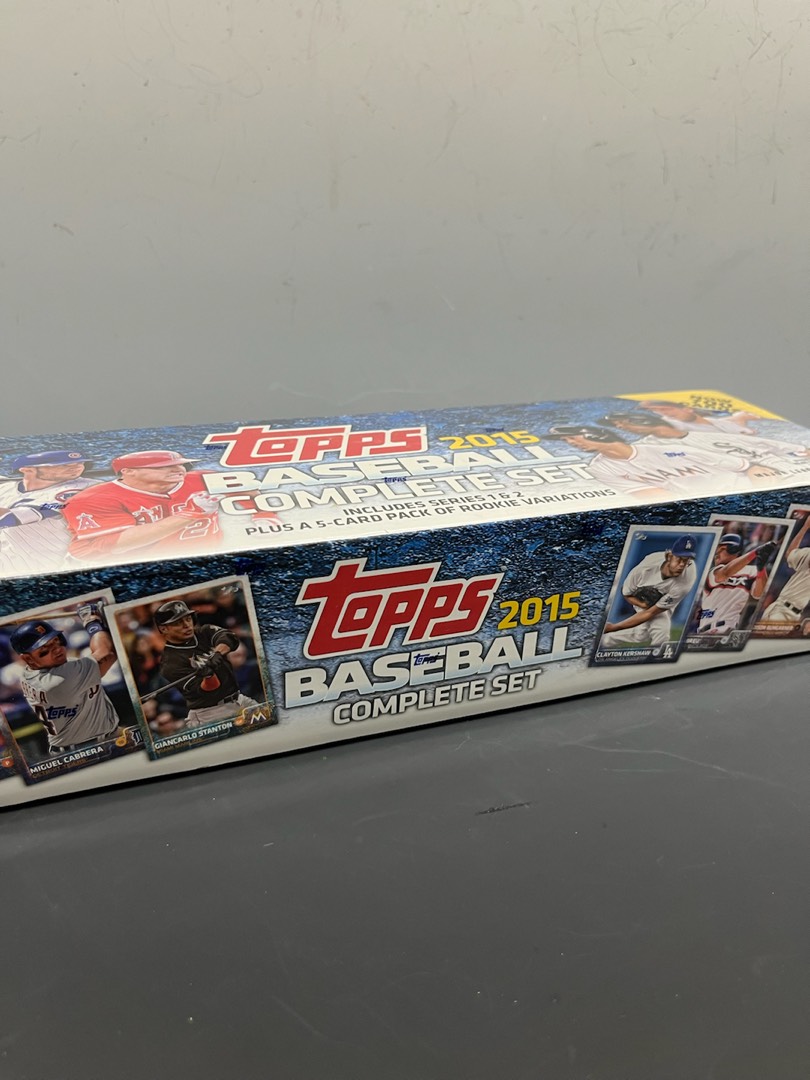 TOPPS 2015
BASEBALL
COMPLETE SET
INCLUDES SERIES 1 & 2
PLUS A 5-CARD PACK OF ROOKIE VARIATIONS
TOPPS 2015
BASEBALL
COMPLETE SET
MIGUEL CABRERA
GIANCARLO STANTON
CLAYTON KERSHAW